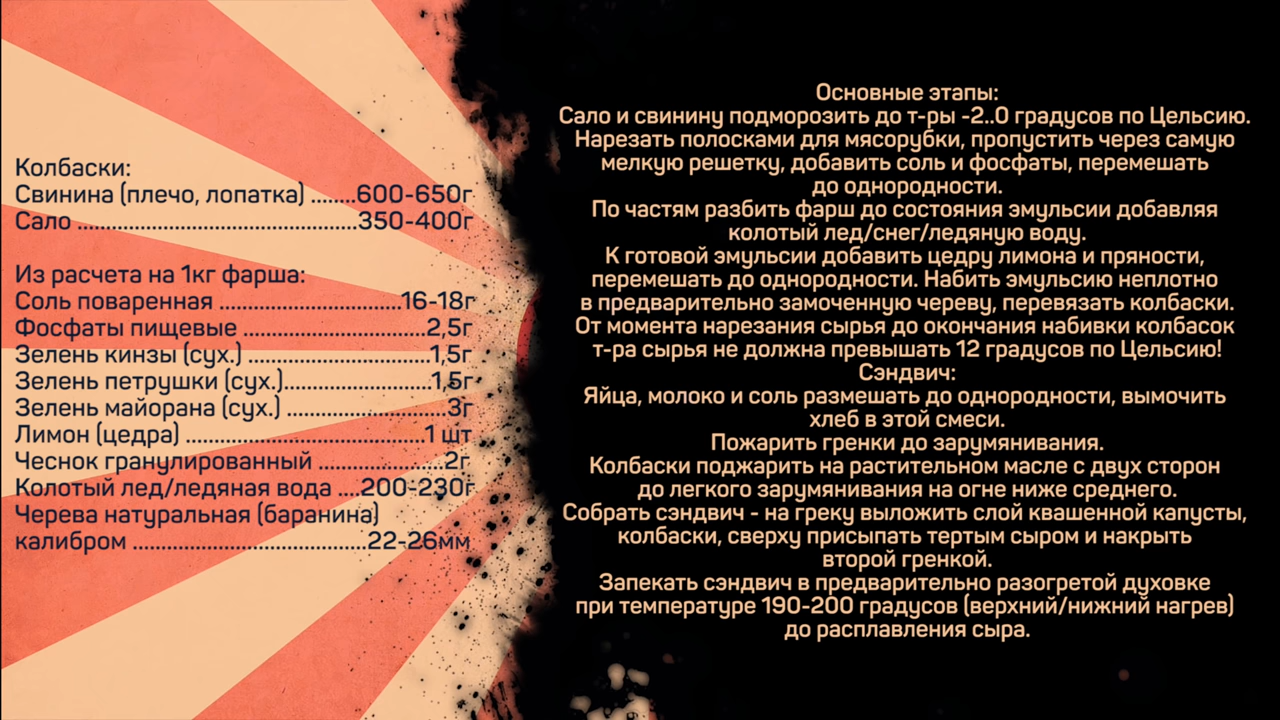 Колбаски:
Свинина (плечо, лопатка) ........600-650г
Сало ..........................................350-400г
Из расчета на 1кг фарша:
Соль поваренная ...........................16-18г
Фосфаты пищевые ...........................2,5г
Зелень кинзы (сух.) ...........................1,5г
Зелень петрушки (сух.)......................1,5г
Зелень майорана (сух.) ........................3г
Лимон (цедра) ....................................1 шт
Чеснок гранулированный ...................2г
Колотый лед/ледяная вода ....200-230г
Черева натуральная (баранина)
калибром ...................................22-26мм
Основные этапы:
Сало и свинину подморозить до т-ры -2..0 градусов по Цельсию.
Нарезать полосками для мясорубки, пропустить через самую
мелкую решетку, добавить соль и фосфаты, перемешать
до однородности.
По частям разбить фарш до состояния эмульсии добавляя
колотый лед/снег/ледяную воду.
К готовой эмульсии добавить цедру лимона и пряности,
перемешать до однородности. Набить эмульсию неплотно
в предварительно замоченную череву, перевязать колбаски.
От момента нарезания сырья до окончания набивки колбасок
т-ра сырья не должна превышать 12 градусов по Цельсию!
Сэндвич:
Яйца, молоко и соль размешать до однородности, вымочить
хлеб в этой смеси.
Пожарить гренки до зарумянивания.
Колбаски поджарить на растительном масле с двух сторон
до легкого зарумянивания на огне ниже среднего.
Собрать сэндвич - на греку выложить слой квашенной капусты,
колбаски, сверху присыпать тертым сыром и накрыть
второй гренкой.
Запекать сэндвич в предварительно разогретой духовке
при температуре 190-200 градусов (верхний/нижний нагрев)
до расплавления сыра.